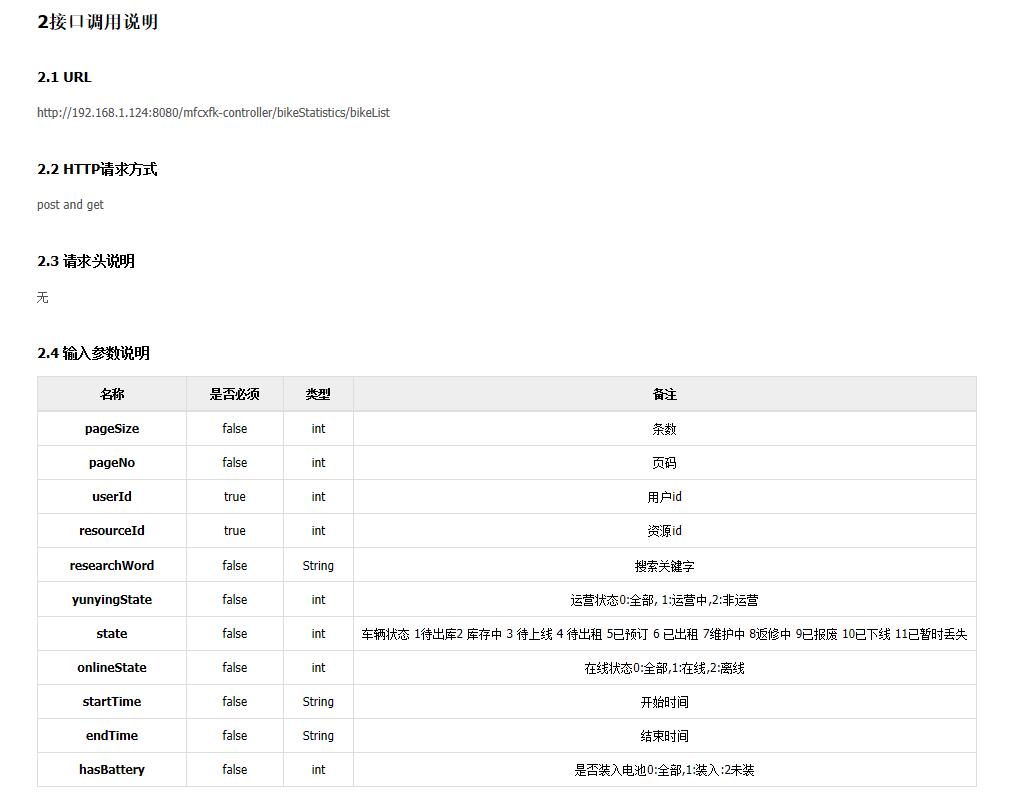 2接口调用说明
2.1 URL
http://192.168.1.124:8080/mfcxfk-controller/bikeStatistics/bikeList
2.2 HTTP请求方式
post and get
2.3 请求头说明
无
2.4 输入参数说明
名称 是否必须 类型 备注
pageSize false int 条数
pageNo false int 页码
userId true int 用户id
resourceId true int 资源id
researchWord false String 搜索关键字
yunyingState false int 运营状态0:全部, 1:运营中,2:非运营
state false int 车辆状态 1待出库2 库存中 3 待上线 4 待出租 5已预订 6 已出租 7维护中 8返修中 9已报废 10已下线 11已暂时丢失
onlineState false int 在线状态0:全部,1:在线,2:离线
startTime false String 开始时间
endTime false String 结束时间
hasBattery false int 是否装入电池0:全部,1:装入:2未装